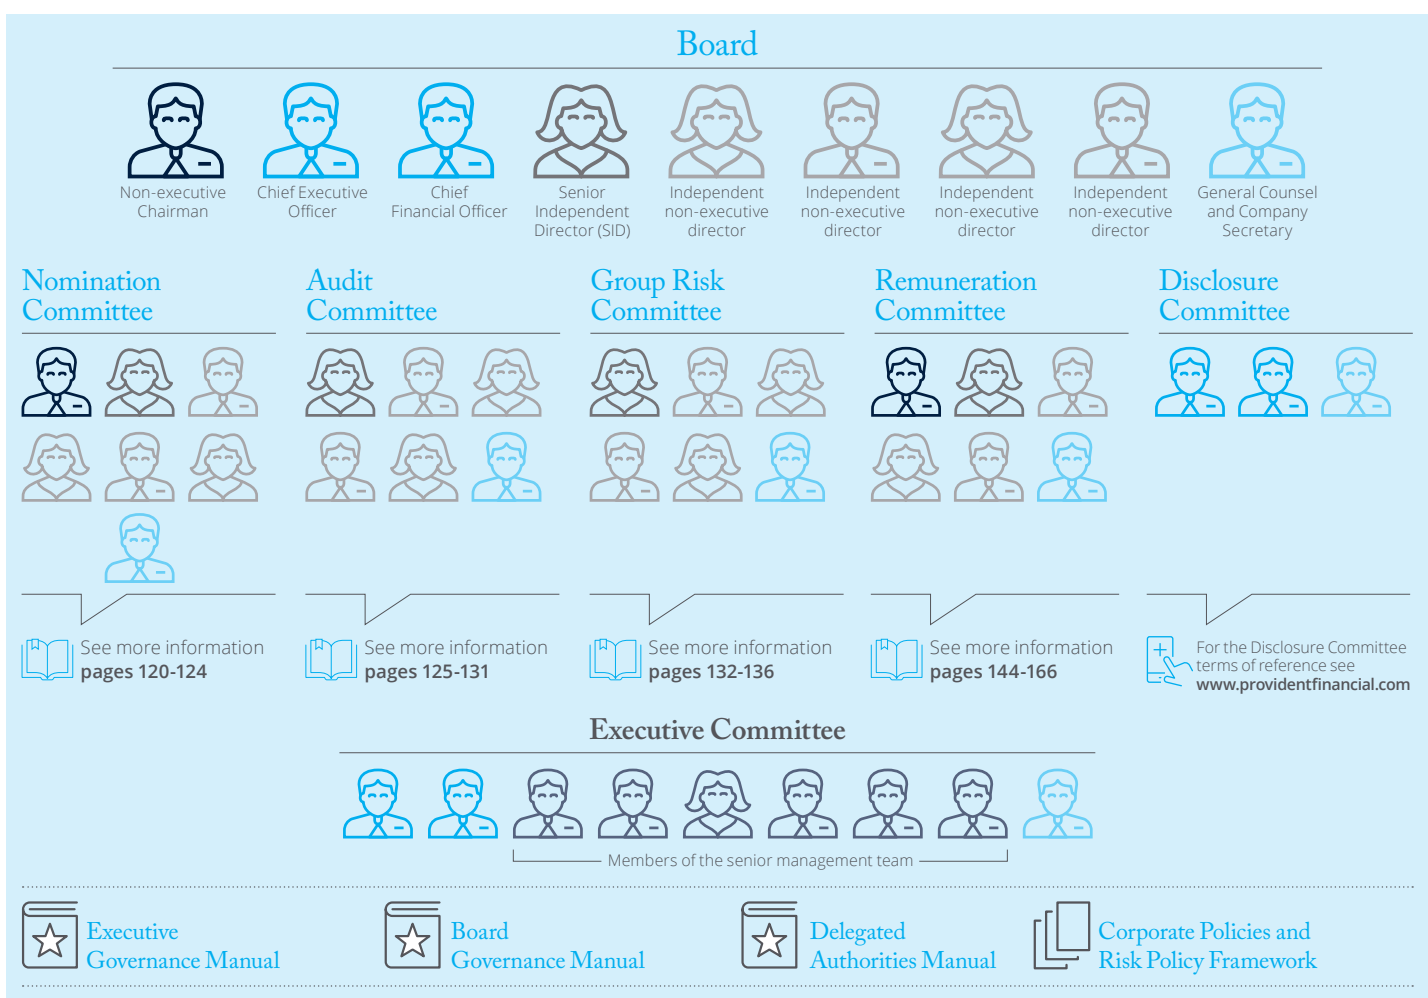 Board
Non-executive
Chairman
Chief Executive
Officer
Chief
Financial Officer
Senior
Independent
Director (SID)
Independent
non-executive
director
Independent
non-executive
director
Independent
non-executive
director
Independent
non-executive
director
General Counsel
and Company
Secretary
Nomination
Committee
Audit
Committee
Group Risk
Committee
Remuneration
Committee
Disclosure
Committee
See more information
pages 120-124
See more information
pages 125-131
See more information
pages 132-136
See more information
pages 144-166
For the Disclosure Committee
terms of reference see
www.providentfinancial.com
Executive Committee
Members of the senior management team
Executive
Governance Manual
Board
Governance Manual
Delegated
Authorities Manual
Corporate Policies and
Risk Policy Framework